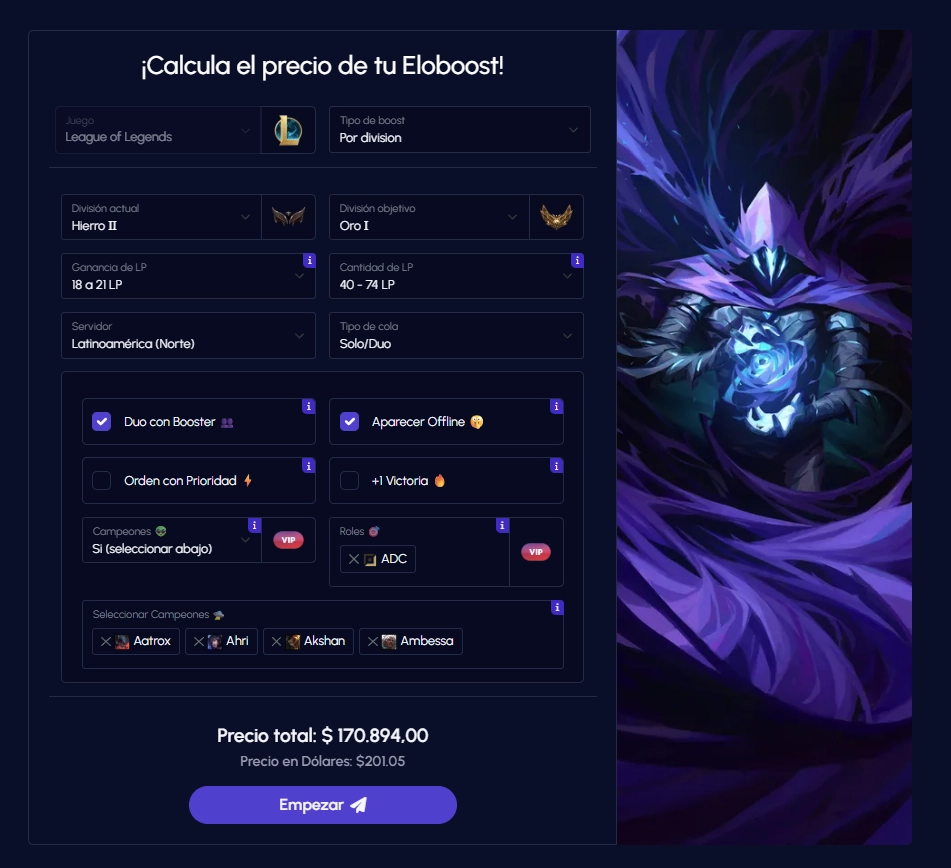 ¡Calcula el precio de tu Eloboost!
Juego
League of Legends
Tipo de boost
Por division
División actual
Hierro II
División objetivo
Oro I
Ganancia de LP
18 a 21 LP
Cantidad de LP
40 - 74 LP
Servidor
Latinoamérica (Norte)
Tipo de cola
Solo/Duo
Duo con Booster
Aparecer Offline
Orden con Prioridad
+1 Victoria
Campeones
Si (seleccionar abajo)
VIP
Roles
ADC
VIP
Seleccionar Campeones
Aatrox Ahri Akshan Ambessa
Precio total: $ 170.894,00
Precio en Dólares: $201.05
Empezar